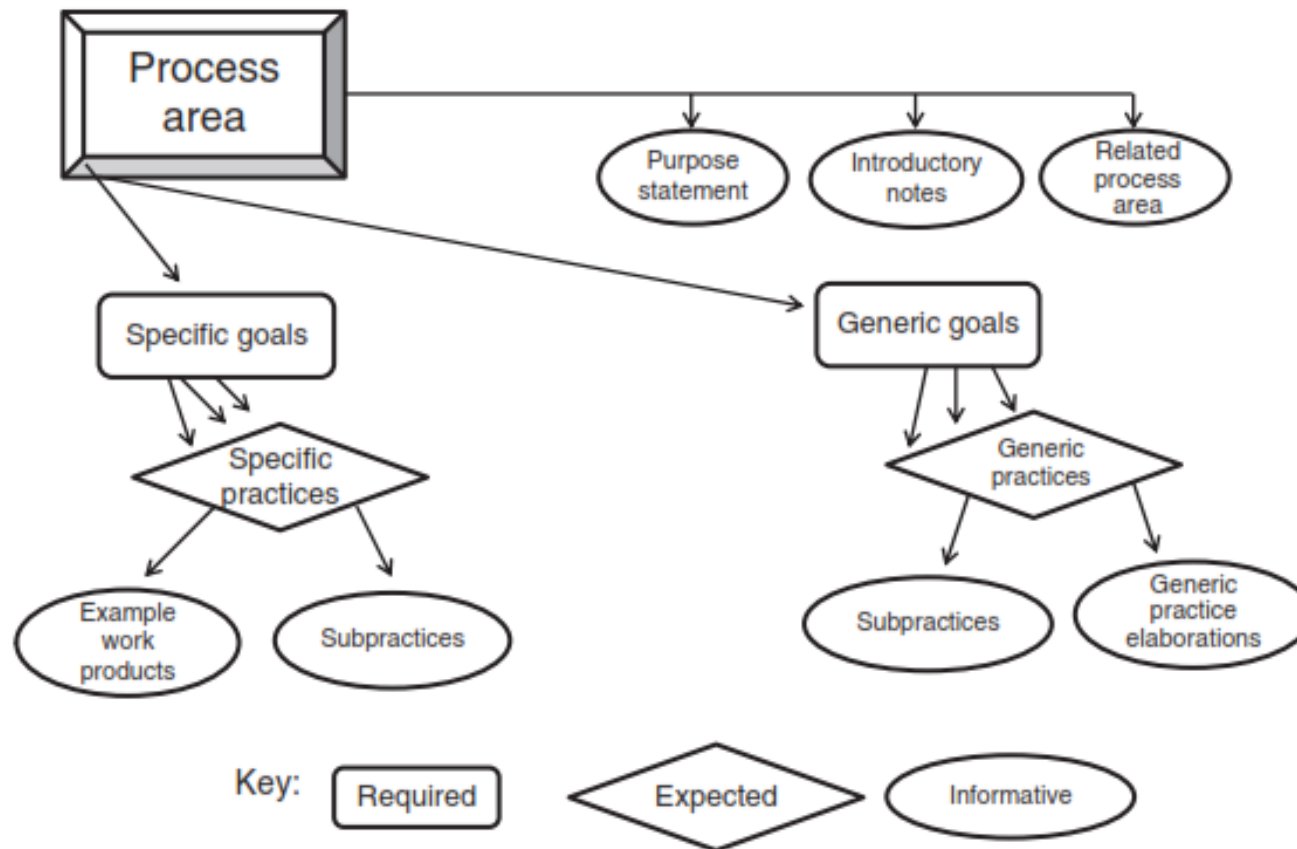 Process
area
Purpose
statement
Introductory
notes
Related
process
area
Specific goals
Generic goals
Specific
practices
Generic
practices
Example
work
products
Subpractices
Subpractices
Generic
practice
elaborations
Key:
Required
Expected
Informative